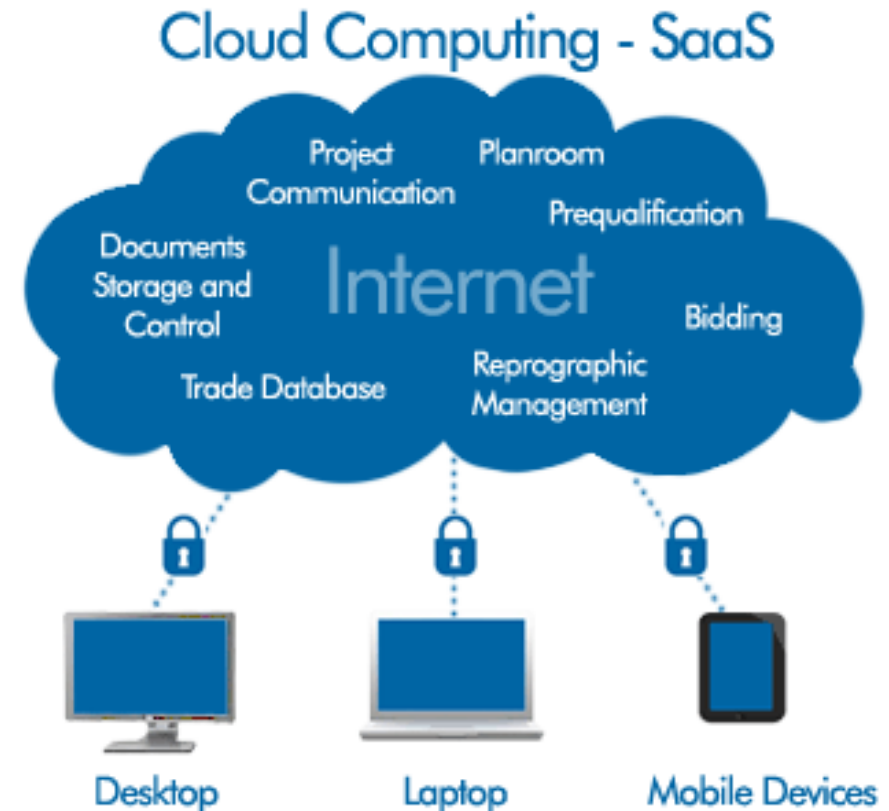 Cloud Computing - SaaS
Project
Communication
Planroom
Prequalification
Documents
Storage and
Control
Internet
Bidding
Trade Database
Reprographic
Management
Desktop
Laptop
Mobile Devices